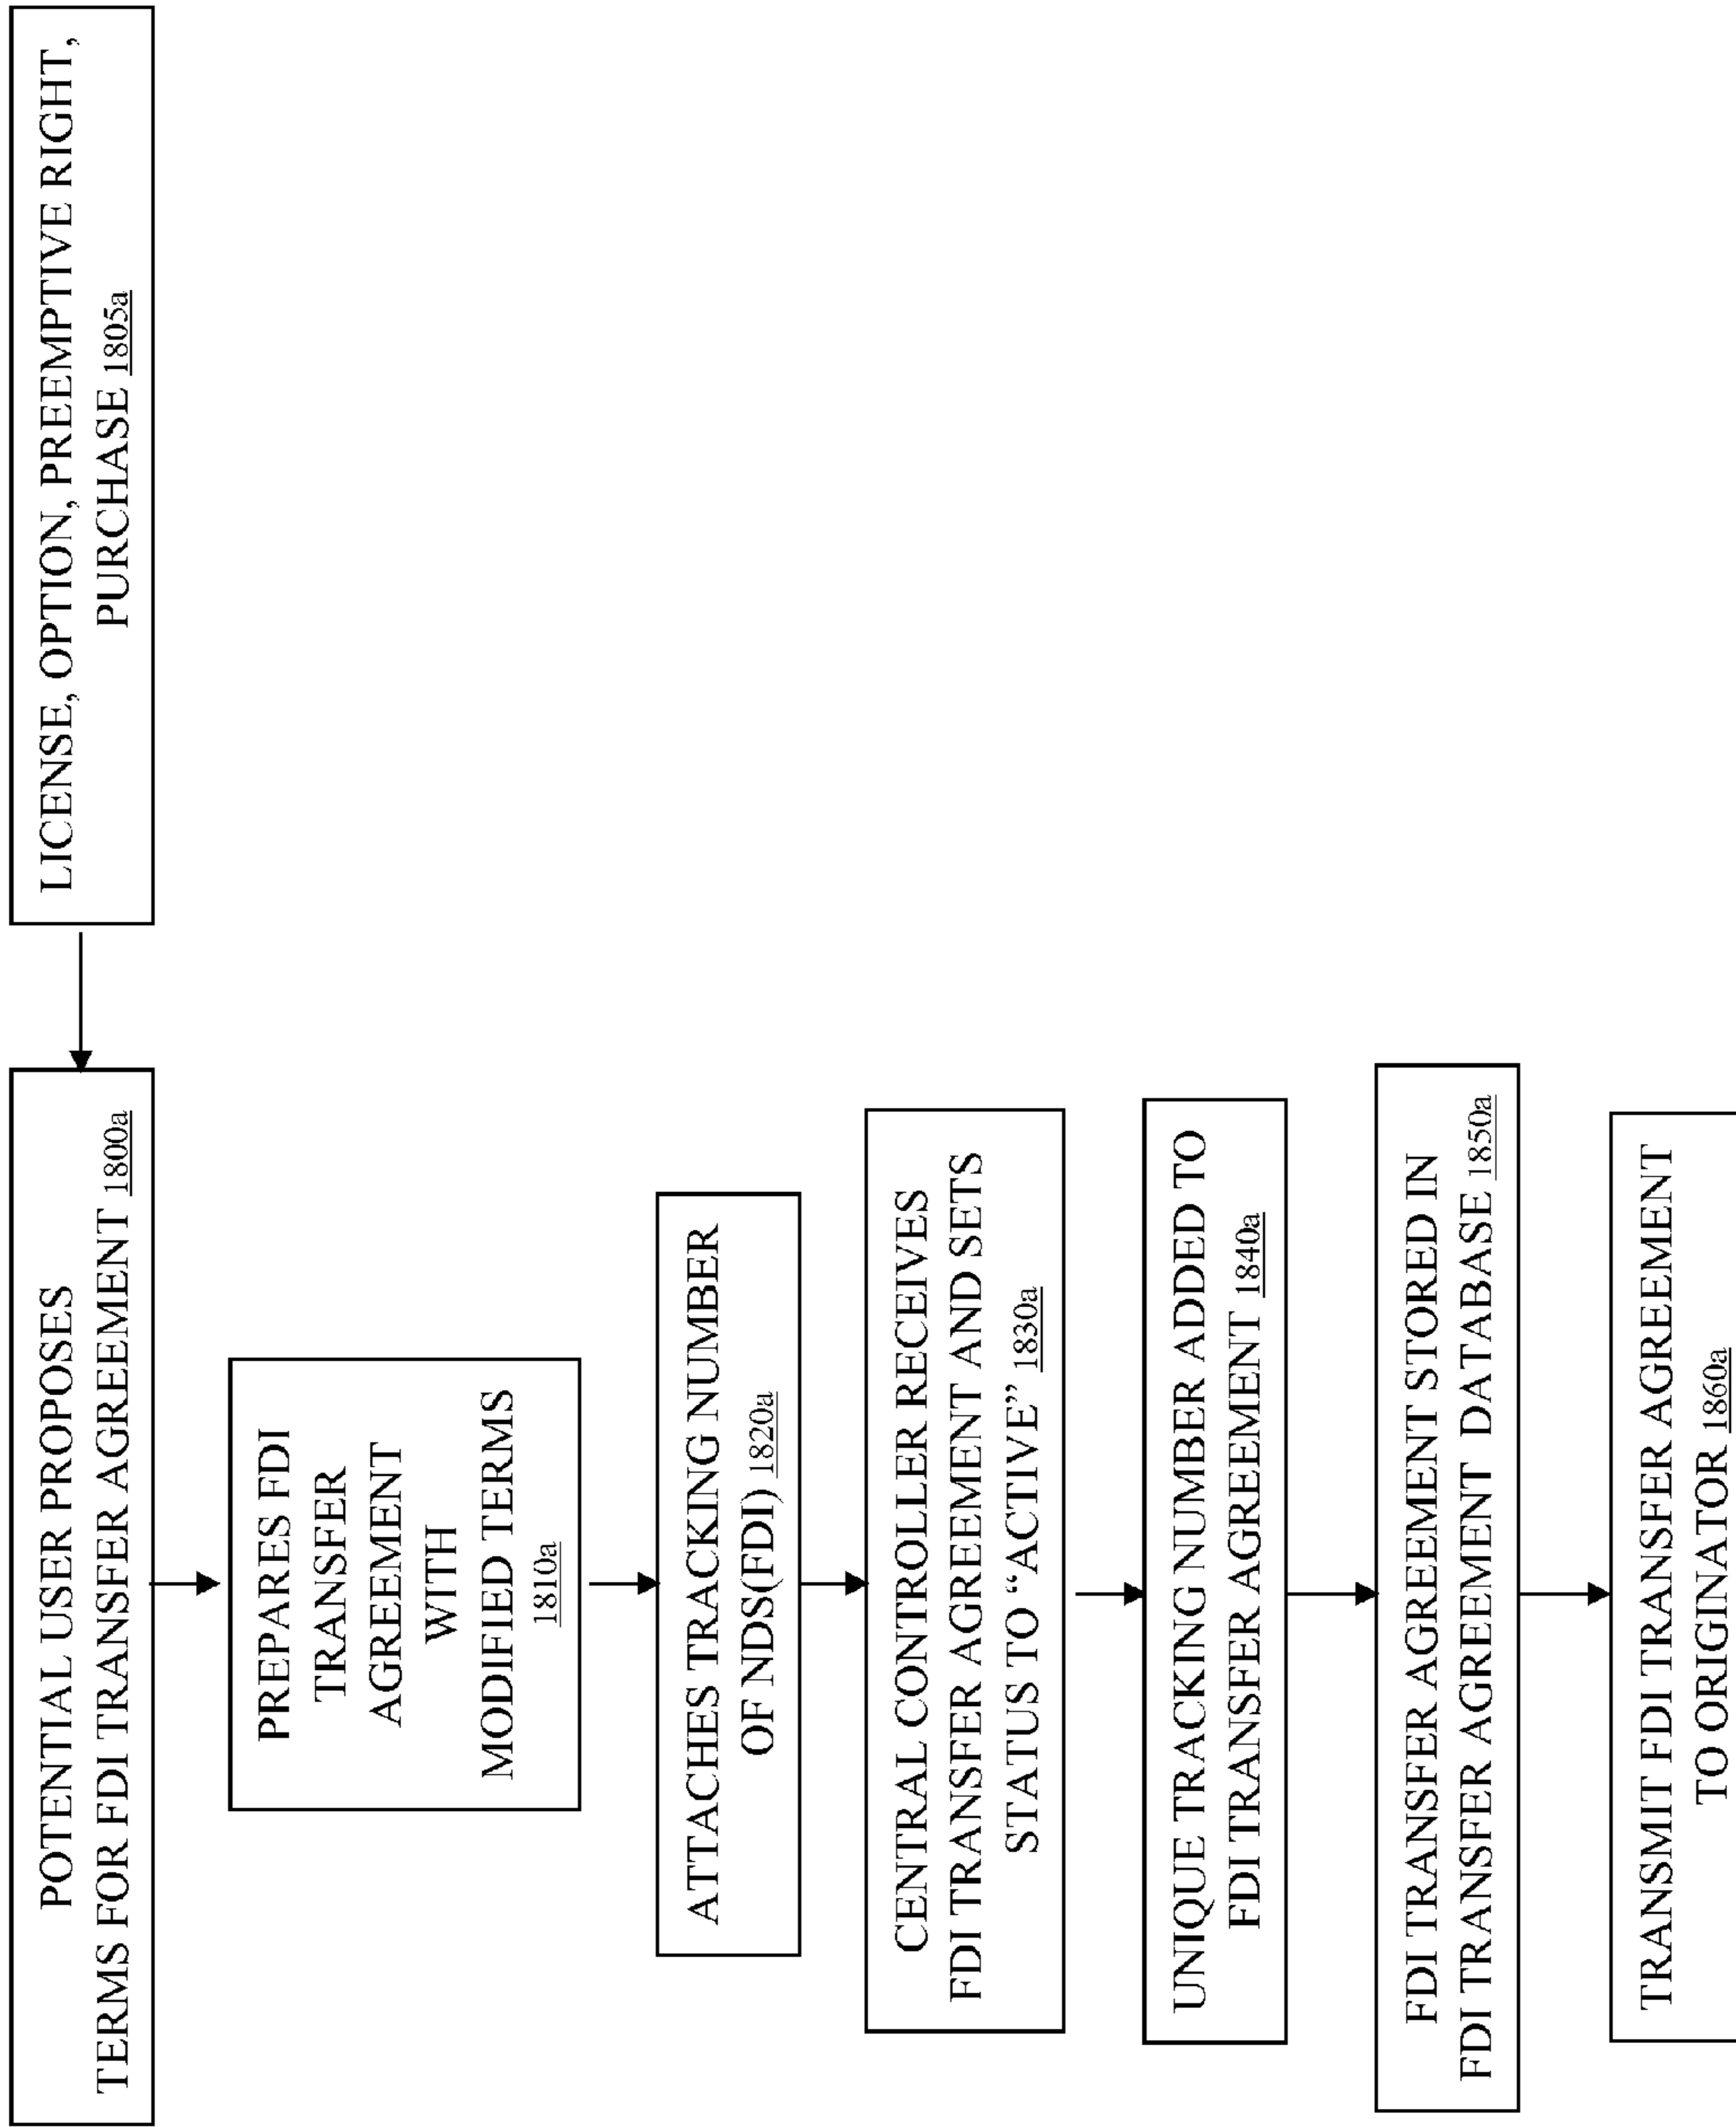 POTENTIAL USER PROPOSES
TERMS FOR FDI TRANSFER AGREEMENT 1800a
LICENSE, OPTION, PREEMPTIVE RIGHT,
PURCHASE 1805a
PREPARES FDI
TRANSFER
AGREEMENT
WITH
MODIFIED TERMS
1810a
ATTACHES TRACKING NUMBER
OF NDS(FDI) 1820a
CENTRAL CONTROLLER RECEIVES
FDI TRANSFER AGREEMENT AND SETS
STATUS TO “ACTIVE” 1830a
UNIQUE TRACKING NUMBER ADDED TO
FDI TRANSFER AGREEMENT 1840a
FDI TRANSFER AGREEMENT STORED IN
FDI TRANSFER AGREEMENT DATABASE 1850a
TRANSMIT FDI TRANSFER AGREEMENT
TO ORIGINATOR 1860a